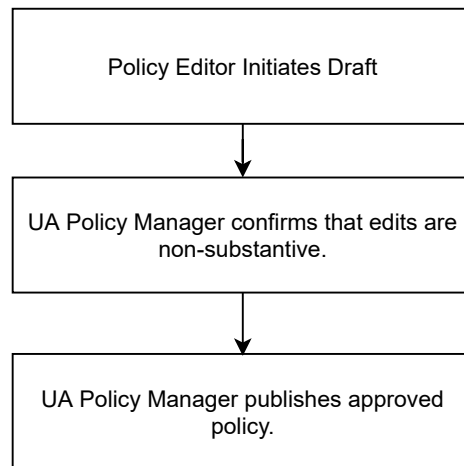 Policy Editor Initiates Draft
UA Policy Manager confirms that edits are
non-substantive.
UA Policy Manager publishes approved
policy.